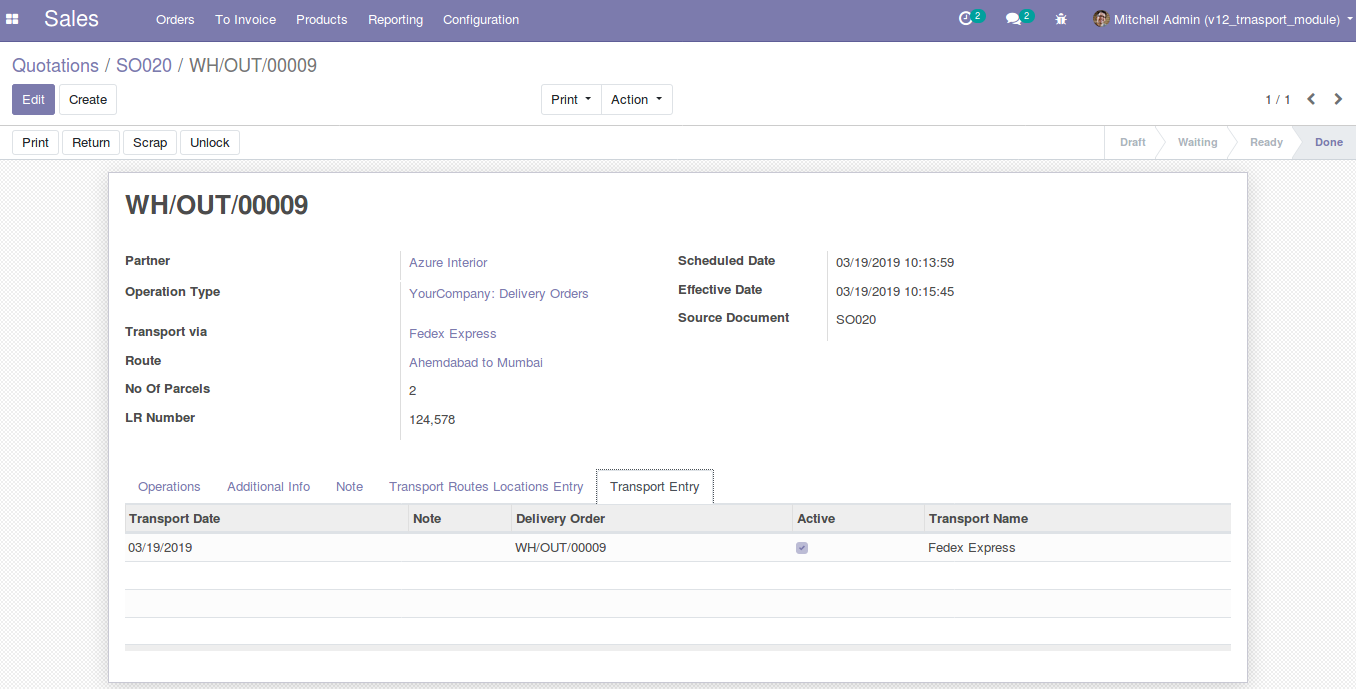 Sales Orders To Invoice Products Reporting Configuration 2 2 Mitchell Admin (v12_trnasport_module)
Quotations / SO020 / WH/OUT/00009
Edit Create Print Action 1 / 1
Print Return Scrap Unlock Draft Waiting Ready Done
WH/OUT/00009
Partner Azure Interior Scheduled Date 03/19/2019 10:13:59
Operation Type YourCompany: Delivery Orders Effective Date 03/19/2019 10:15:45
Source Document SO020
Transport via Fedex Express
Route Ahemdabad to Mumbai
No Of Parcels 2
LR Number 124,578
Operations Additional Info Note Transport Routes Locations Entry Transport Entry
Transport Date Note Delivery Order Active Transport Name
03/19/2019 WH/OUT/00009 Fedex Express